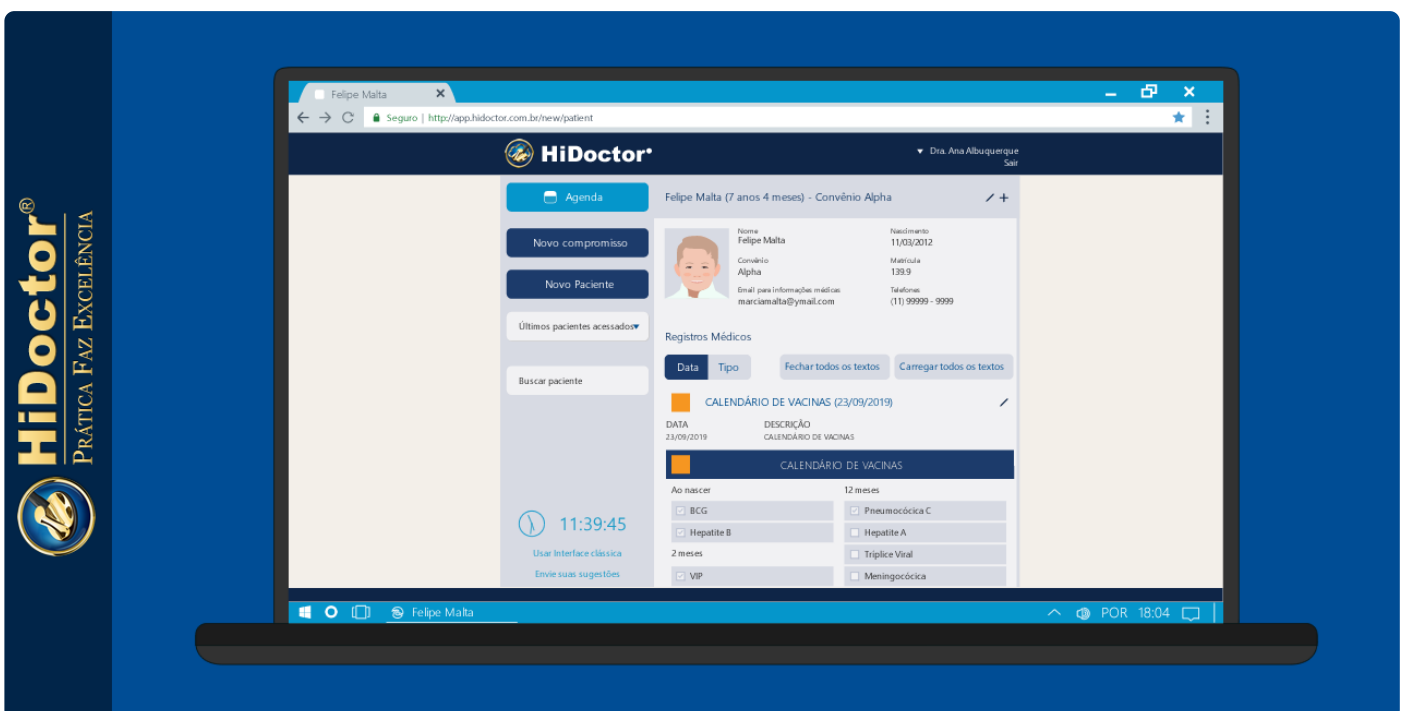 HiDoctor®
PRÁTICA FAZ EXCELÊNCIA
Felipe Malta
Seguro | http://app.hidoctor.com.br/new/patient
HiDoctor
Dra. Ana Albuquerque
Sair
Agenda
Novo compromisso
Novo Paciente
Últimos pacientes acessados
Buscar paciente
11:39:45
Usar Interface clássica
Envie suas sugestões
Felipe Malta (7 anos 4 meses) - Convênio Alpha
Nome
Felipe Malta
Nascimento
11/03/2012
Convênio
Alpha
Matrícula
139.9
Email para informações médicas
marciamalta@ymail.com
Telefones
(11) 99999 - 9999
Registros Médicos
Data Tipo Fechar todos os textos Carregar todos os textos
CALENDÁRIO DE VACINAS (23/09/2019)
DATA DESCRIÇÃO
23/09/2019 CALENDÁRIO DE VACINAS
CALENDÁRIO DE VACINAS
Ao nascer
BCG
Hepatite B
2 meses
VIP
12 meses
Pneumocócica C
Hepatite A
Tríplice Viral
Meningocócica
Felipe Malta
POR 18:04